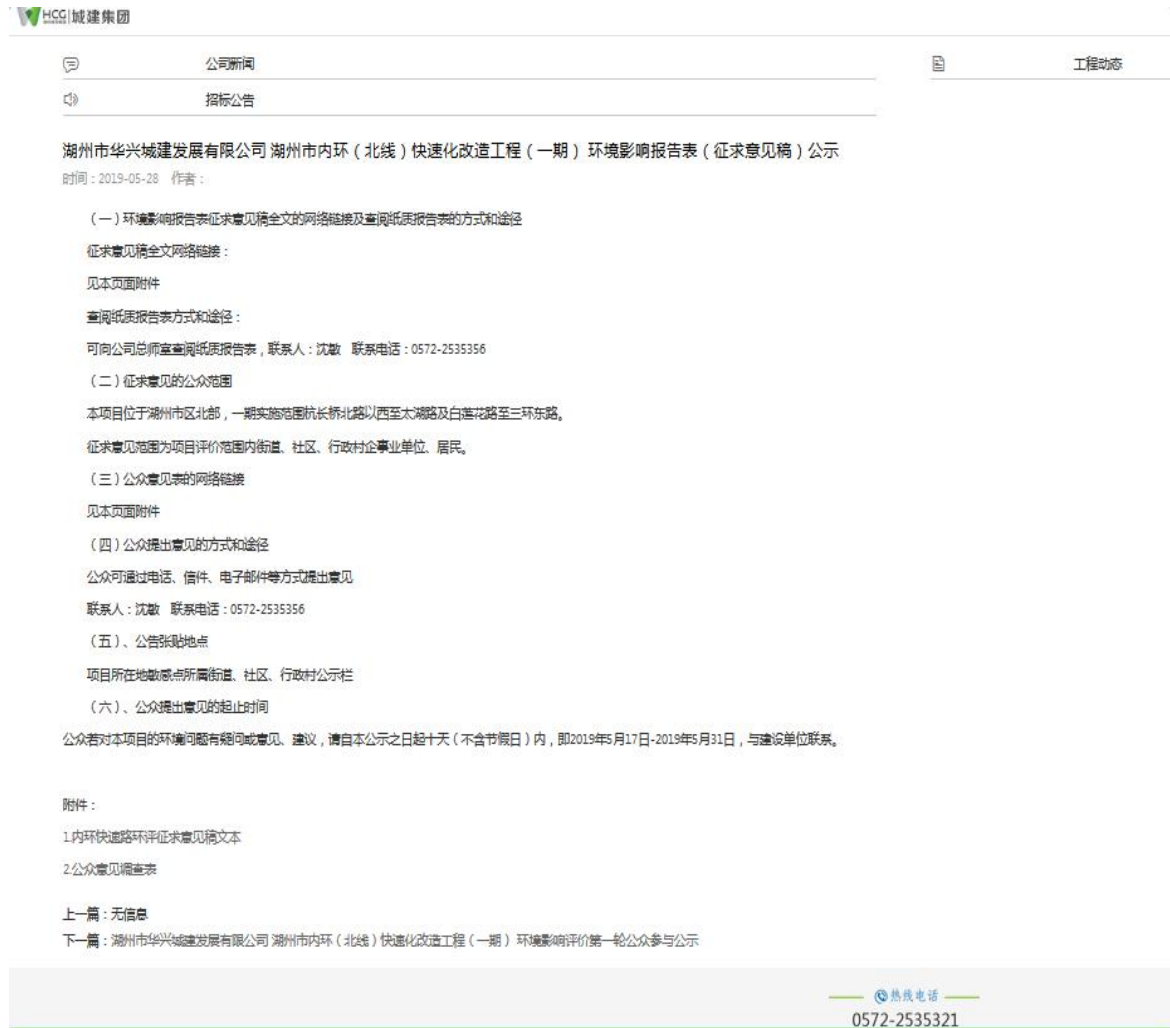 HCG 城建集团
公司新闻
工程动态
招标公告
湖州市华兴城建发展有限公司 湖州市内环（北线）快速化改造工程（一期） 环境影响报告表（征求意见稿）公示
时间：2019-05-28 作者：
（一）环境影响报告表征求意见稿全文的网络链接及查阅纸质报告表的方式和途径
征求意见稿全文网络链接：
见本页面附件
查阅纸质报告表方式和途径：
可向公司总师室查阅纸质报告表，联系人：沈敏 联系电话：0572-2535356
（二）征求意见的公众范围
本项目位于湖州市区北部，一期实施范围杭长桥北路以西至太湖路及白莲花路至三环东路。
征求意见范围为项目评价范围内街道、社区、行政村企事业单位、居民。
（三）公众意见表的网络链接
见本页面附件
（四）公众提出意见的方式和途径
公众可通过电话、信件、电子邮件等方式提出意见
联系人：沈敏 联系电话：0572-2535356
（五）、公告张贴地点
项目所在地敏感点所属街道、社区、行政村公示栏
（六）、公众提出意见的起止时间
公众若对本项目的环境问题有疑问或意见、建议，请自本公示之日起十天（不含节假日）内，即2019年5月17日-2019年5月31日，与建设单位联系。
附件：
1.内环快速路环评征求意见稿文本
2.公众意见调查表
上一篇：无信息
下一篇：湖州市华兴城建发展有限公司 湖州市内环（北线）快速化改造工程（一期） 环境影响评价第一轮公众参与公示
热线电话
0572-2535321